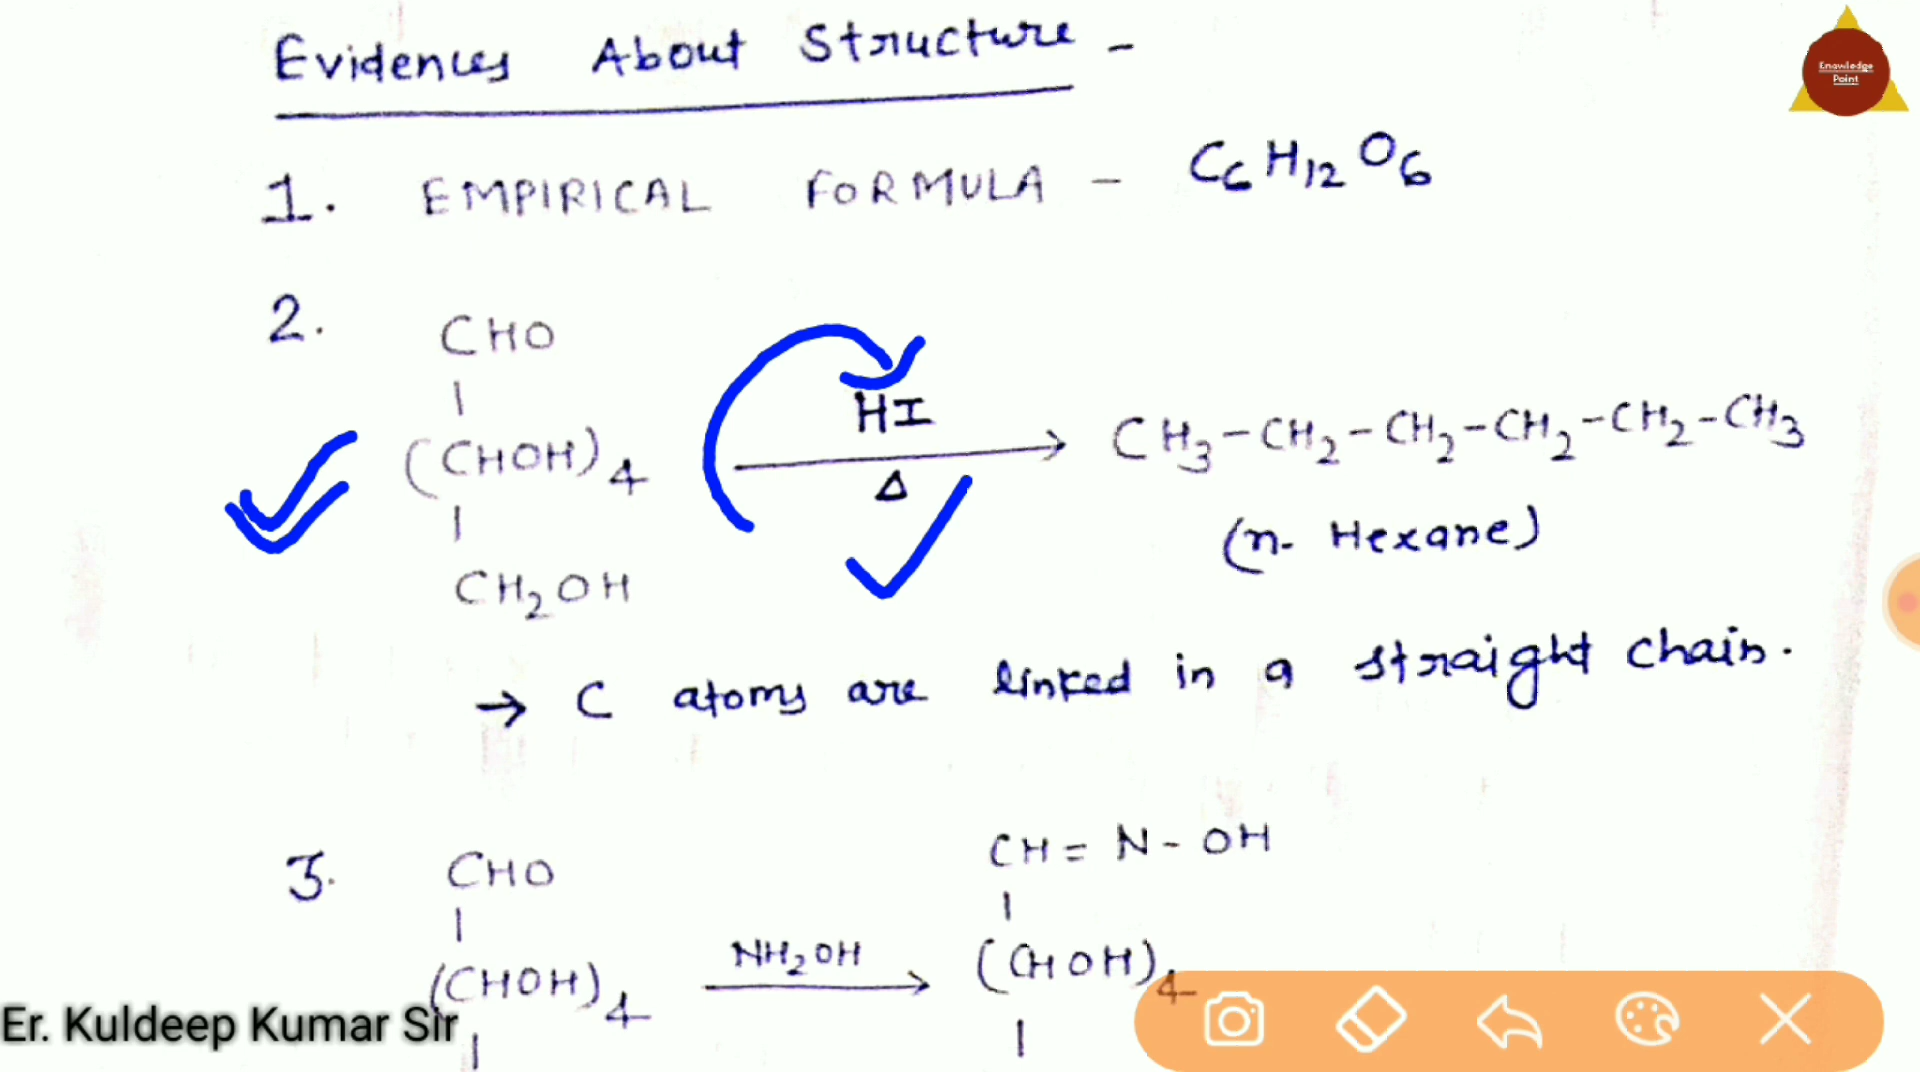 Evidences About Structure -
Enowledge
Point
1. EMPIRICAL FORMULA - C6H12O6
2. CHO
|
(CHOH)4
|
CH2OH
HI
Δ
CH3-CH2-CH2-CH2-CH2-CH3
(n- Hexane)
→ C atoms are linked in a straight chain.
3. CHO
|
(CHOH)4
|
NH2OH
CH = N - OH
|
(CHOH)4
|
Er. Kuldeep Kumar Sir